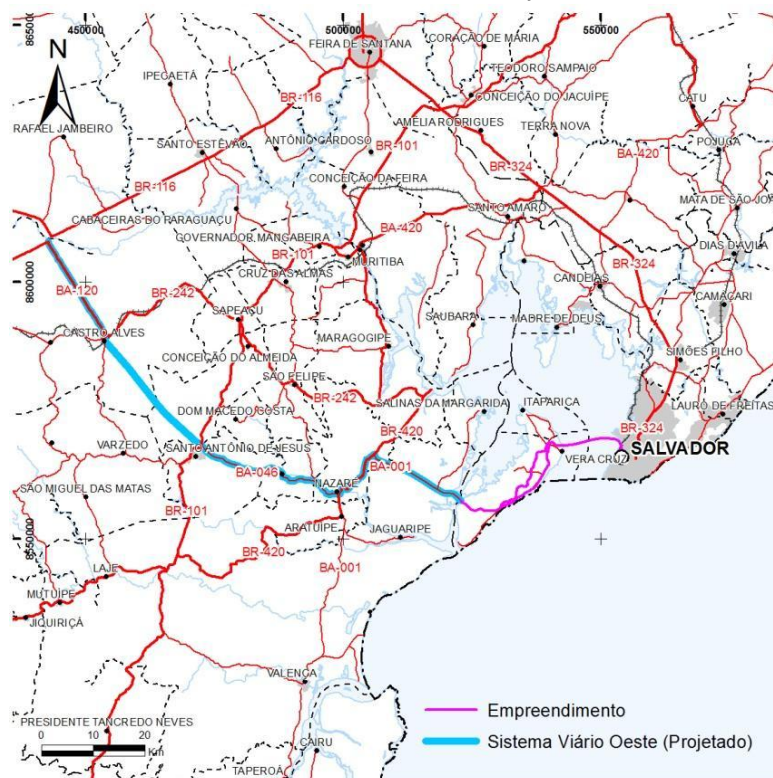 450000
500000
550000
8650000
N
FEIRA DE SANTANA
CORAÇÃO DE MARIA
IPECAETÁ
TEODORO SAMPAIO
BR-116
CONCEIÇÃO DO JACUÍPE
CATU
RAFAEL JAMBEIRO
AMÉLIA RODRIGUES
SANTO ESTÊVÃO
ANTÔNIO CARDOSO
TERRA NOVA
BR-101
BR-324
BA-420
POJUCA
BR-116
CONCEIÇÃO DA FEIRA
CABACEIRAS DO PARAGUAÇU
SANTO AMARO
MATA DE SÃO JO
GOVERNADOR MANGABEIRA
BA-420
BR-101
MURITIBA
DIAS D'ÁVILA
BR-324
8600000
BA-120
CRUZ DAS ALMAS
CANDEIAS
BR-242
CAMAÇARI
SAPEAÇU
SAUBARA
MADRE DE DEUS
CASTRO ALVES
MARAGOGIPE
CONCEIÇÃO DO ALMEIDA
SIMÕES FILHO
SÃO FELIPE
BR-242
SALINAS DA MARGARIDA
ITAPARICA
DOM MACEDO COSTA
LAURO DE FREITAS
BR-420
BR-324
VARZEDO
SANTO ANTÔNIO DE JESUS
SALVADOR
VERA CRUZ
BA-046
BA-001
SÃO MIGUEL DAS MATAS
NAZARÉ
BR-101
ARATUÍPE
JAGUARIPE
8550000
BR-420
BA-001
LAJE
MUTUÍPE
JIQUIRIÇÁ
VALENÇA
Empreendimento
PRESIDENTE TANCREDO NEVES
Sistema Viário Oeste (Projetado)
0 10 20
Km
CAIRU
TAPEROÁ